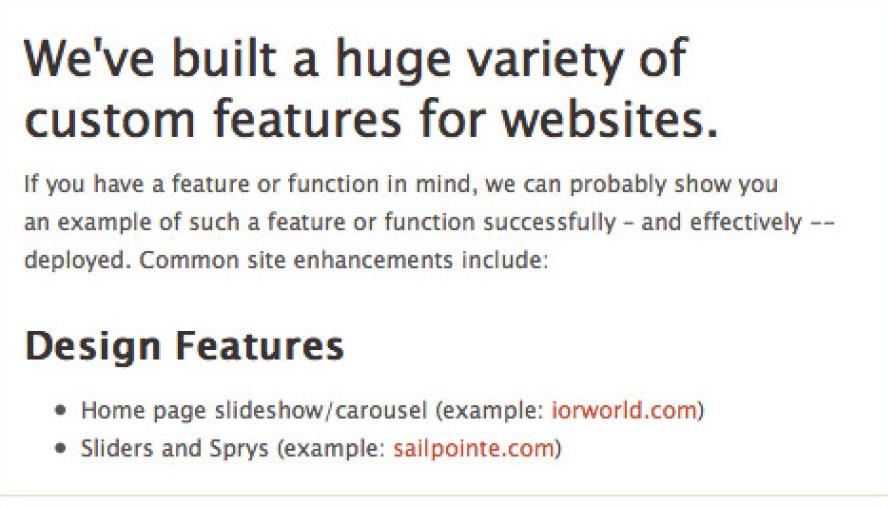 We've built a huge variety of
custom features for websites.
If you have a feature or function in mind, we can probably show you
an example of such a feature or function successfully – and effectively --
deployed. Common site enhancements include:
Design Features
• Home page slideshow/carousel (example: iorworld.com)
• Sliders and Sprys (example: sailpointe.com)